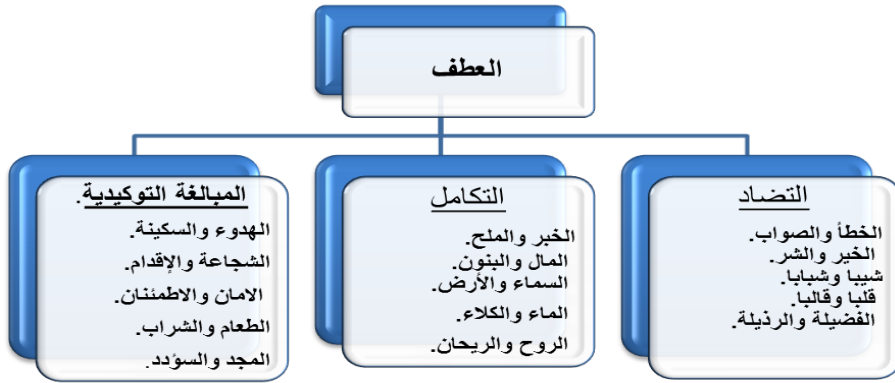 العطف
التضاد
الخطأ والصواب.
الخير والشر.
شيبا وشبابا.
قلبا وقالبا.
الفضيلة والرذيلة.
التكامل
الخبر والملح.
المال والبنون.
السماء والأرض.
الماء والكلاء.
الروح والريحان.
المبالغة التوكيدية.
الهدوء والسكينة.
الشجاعة والإقدام.
الامان والاطمئنان.
الطعام والشراب.
المجد والسؤدد.